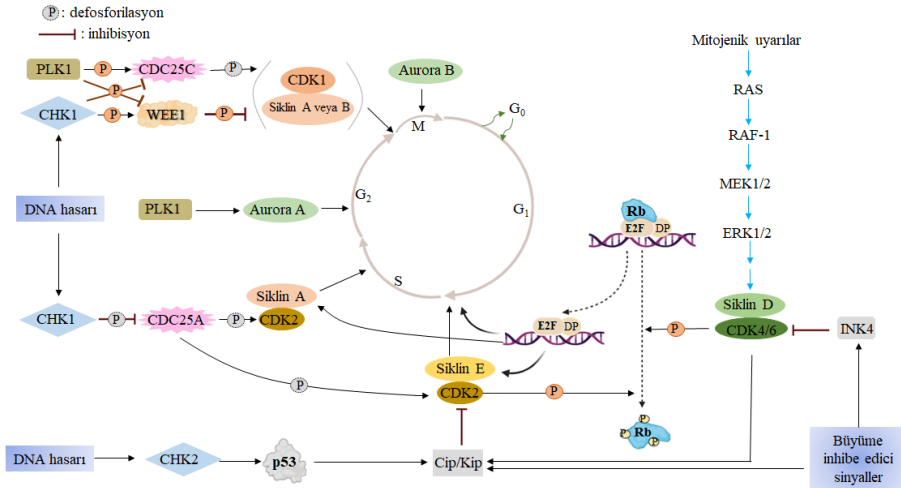 P : defosforilasyon
: inhibisyon
PLK1
P
CDC25C
P
P
CHK1
P
WEE1
P
CDK1
Siklin A veya B
Aurora B
M
G0
G1
G2
S
DNA hasarı
PLK1
Aurora A
CHK1
P
CDC25A
P
Siklin A
CDK2
P
Siklin E
CDK2
P
E2F DP
Rb
E2F DP
P
P
P
Rb
P
Mitojenik uyarılar
RAS
RAF-1
MEK1/2
ERK1/2
Siklin D
CDK4/6
INK4
DNA hasarı
CHK2
p53
Cip/Kip
Büyüme
inhibe edici
sinyaller